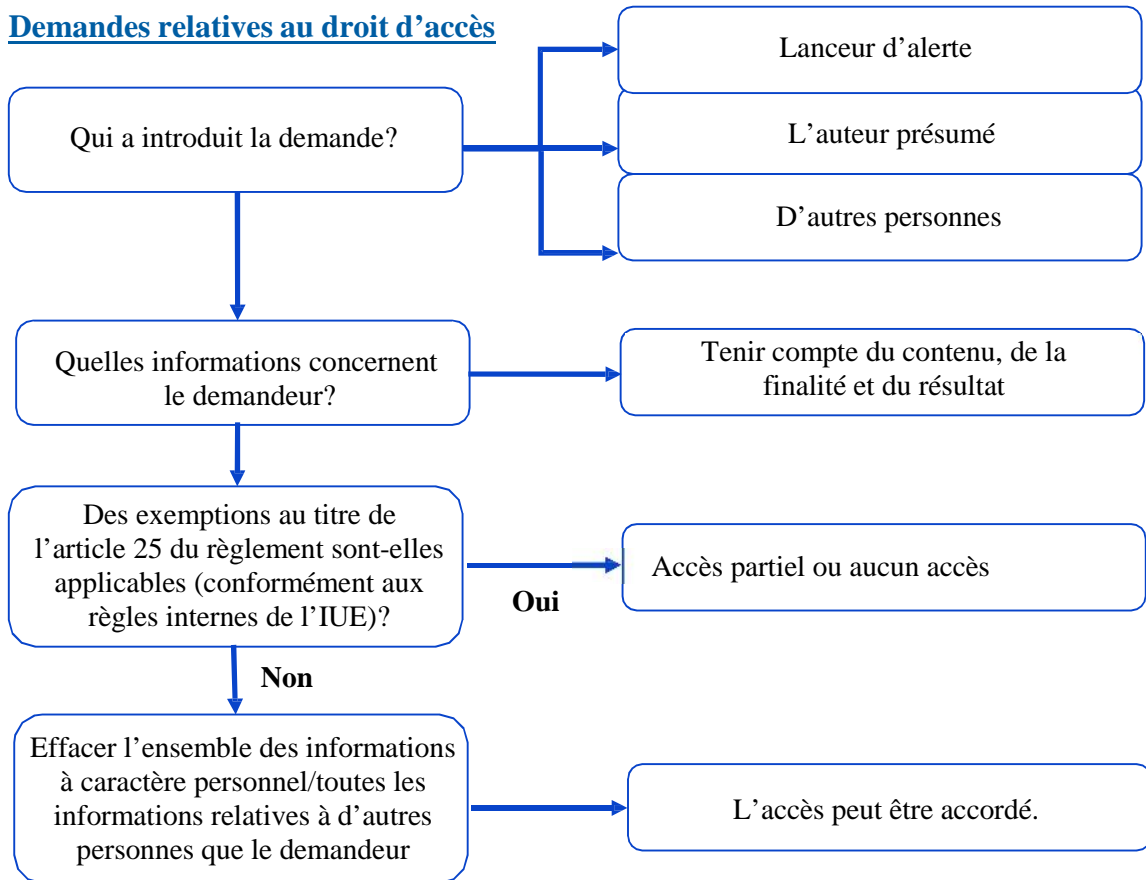 Demandes relatives au droit d’accès
Lanceur d’alerte
Qui a introduit la demande?
L’auteur présumé
D’autres personnes
Quelles informations concernent
le demandeur?
Tenir compte du contenu, de la
finalité et du résultat
Des exemptions au titre de
l’article 25 du règlement sont-elles
applicables (conformément aux
règles internes de l’IUE)?
Oui
Accès partiel ou aucun accès
Non
Effacer l’ensemble des informations
à caractère personnel/toutes les
informations relatives à d’autres
personnes que le demandeur
L’accès peut être accordé.